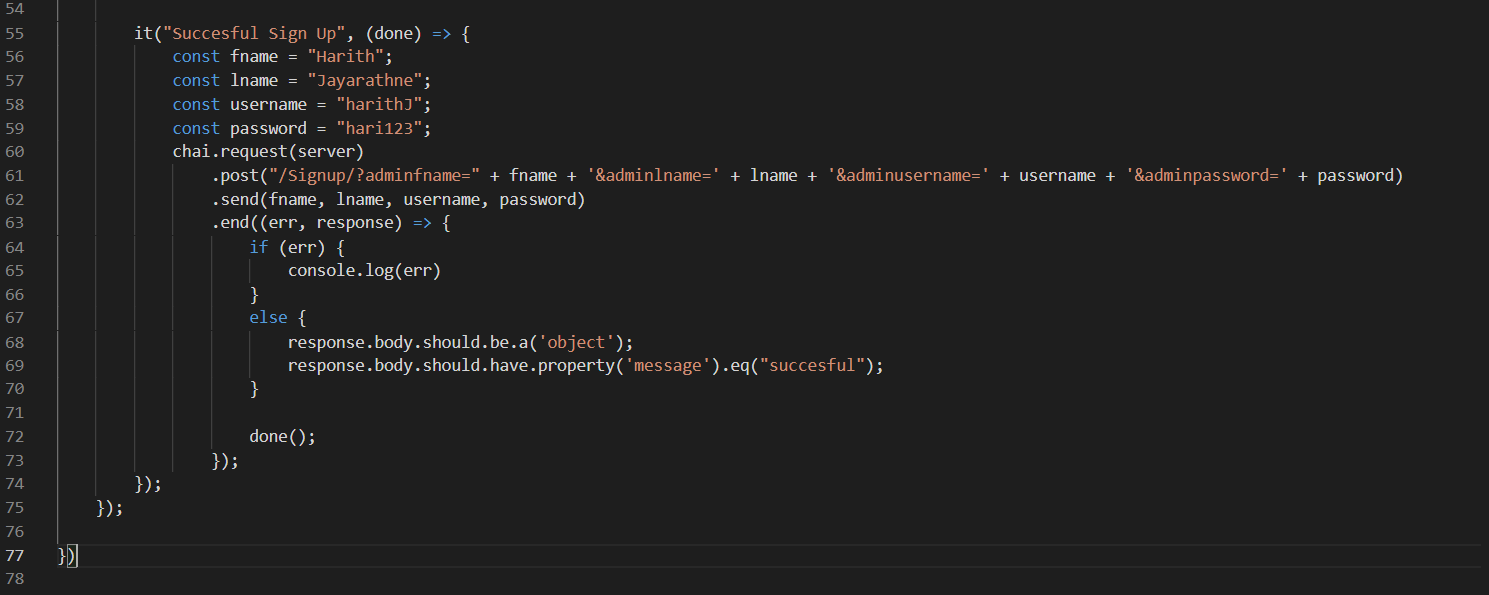 54
55 it("Succesful Sign Up", (done) => {
56 const fname = "Harith";
57 const lname = "Jayarathne";
58 const username = "harithJ";
59 const password = "hari123";
60 chai.request(server)
61 .post("/Signup/?adminfname=" + fname + '&adminlname=' + lname + '&adminusername=' + username + '&adminpassword=' + password)
62 .send(fname, lname, username, password)
63 .end((err, response) => {
64 if (err) {
65 console.log(err)
66 }
67 else {
68 response.body.should.be.a('object');
69 response.body.should.have.property('message').eq("succesful");
70 }
71
72 done();
73 });
74 });
75 });
76
77 })
78